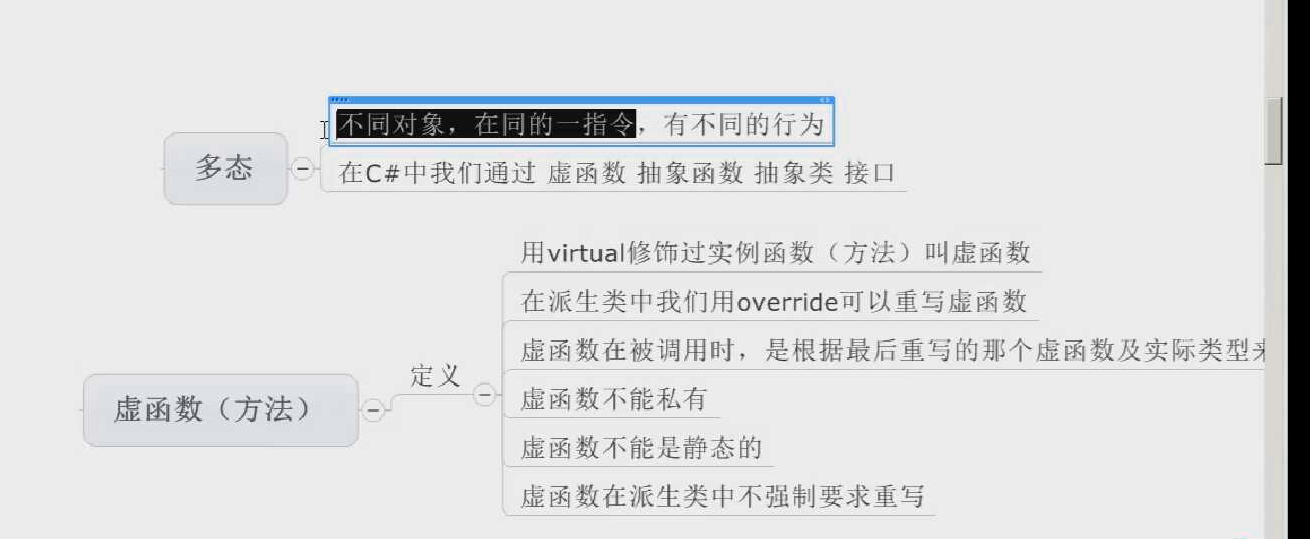 不同对象，在同的一指令，有不同的行为
多态
在C#中我们通过 虚函数 抽象函数 抽象类 接口
用virtual修饰过实例函数（方法）叫虚函数
在派生类中我们用override可以重写虚函数
虚函数在被调用时，是根据最后重写的那个虚函数及实际类型来
定义
虚函数不能私有
虚函数（方法）
虚函数不能是静态的
虚函数在派生类中不强制要求重写